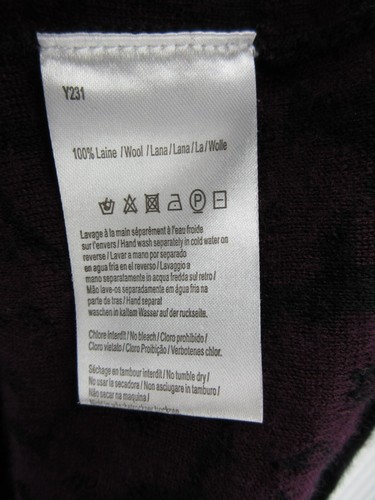 Y231
100% Laine / Wool / Lana / Lana / La / Wolle
P
Lavage à la main séparément à l'eau froide
sur l'envers / Hand wash separately in cold water on
reverse / Lavar a mano por separado
en agua fria en el reverso / Lavaggio a
mano separatamente in acqua fredda sul retro /
Mão lave-os separadamente em água fria na
parte de tras / Hand separat
waschen in kaltem Wasser auf der ruckseite.
Chlore interdit / No bleach / Cloro prohibido /
Cloro vietato / Cloro Proibição / Verbotenes chlor.
Séchage en tambour interdit / No tumble dry /
No usar la secadora / Non asciugare in tamburo /
Não secar na maquina /